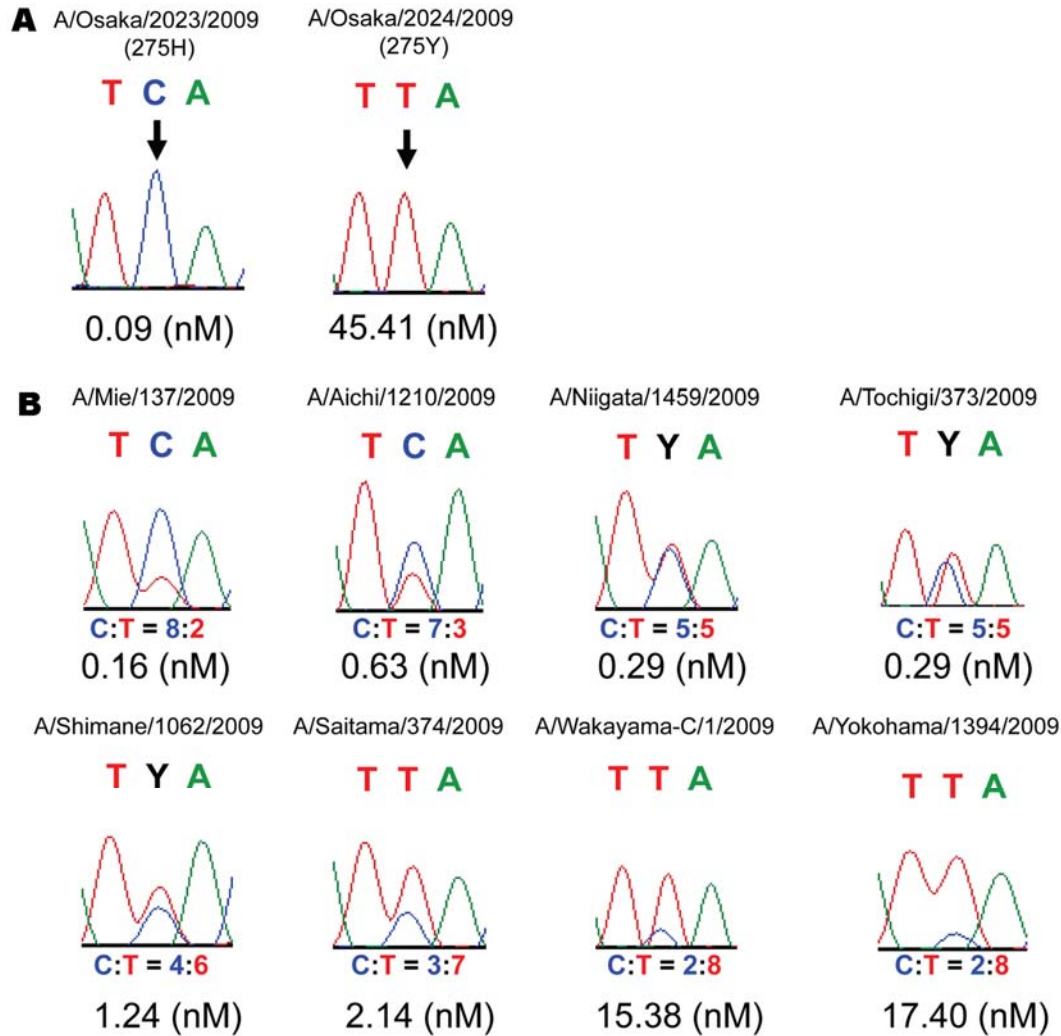 A
A/Osaka/2023/2009
(275H)
T C A
0.09 (nM)
A/Osaka/2024/2009
(275Y)
T T A
45.41 (nM)
B
A/Mie/137/2009
T C A
C:T = 8:2
0.16 (nM)
A/Aichi/1210/2009
T C A
C:T = 7:3
0.63 (nM)
A/Niigata/1459/2009
T Y A
C:T = 5:5
0.29 (nM)
A/Tochigi/373/2009
T Y A
C:T = 5:5
0.29 (nM)
A/Shimane/1062/2009
T Y A
C:T = 4:6
1.24 (nM)
A/Saitama/374/2009
T T A
C:T = 3:7
2.14 (nM)
A/Wakayama-C/1/2009
T T A
C:T = 2:8
15.38 (nM)
A/Yokohama/1394/2009
T T A
C:T = 2:8
17.40 (nM)